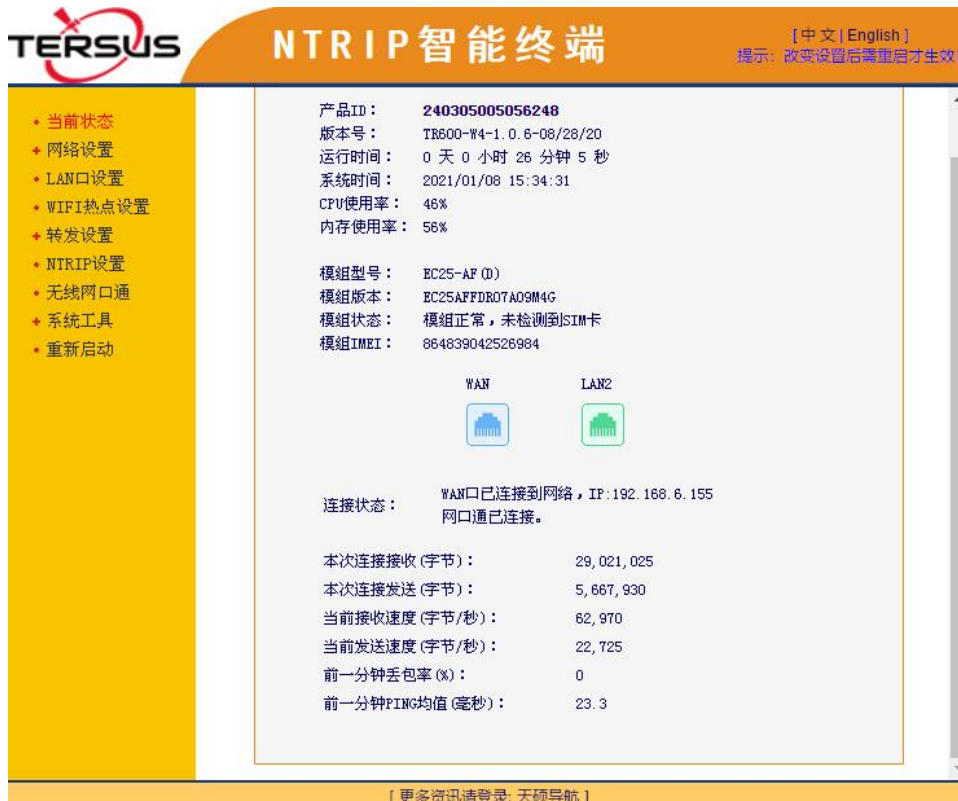 TERSUS
NTRIP智能终端
[中文|English]
提示：改变设置后需重启才生效
当前状态
网络设置
LAN口设置
WIFI热点设置
转发设置
NTRIP设置
无线网口通
系统工具
重新启动
产品ID： 240305005056248
版本号： TR600-W4-1.0.6-08/28/20
运行时间： 0 天 0 小时 26 分钟 5 秒
系统时间： 2021/01/08 15:34:31
CPU使用率： 46%
内存使用率： 56%
模组型号： EC25-AF(D)
模组版本： EC25AFFDR07A09M4G
模组状态： 模组正常，未检测到SIM卡
模组IMEI： 864839042526984
WAN LAN2
连接状态： WAN口已连接到网络，IP:192.168.6.155
网口通已连接。
本次连接接收(字节)： 29,021,025
本次连接发送(字节)： 5,667,930
当前接收速度(字节/秒)： 62,970
当前发送速度(字节/秒)： 22,725
前一分钟丢包率(%)： 0
前一分钟PING均值(毫秒)： 23.3
[ 更多资讯请登录: 天硕导航 ]